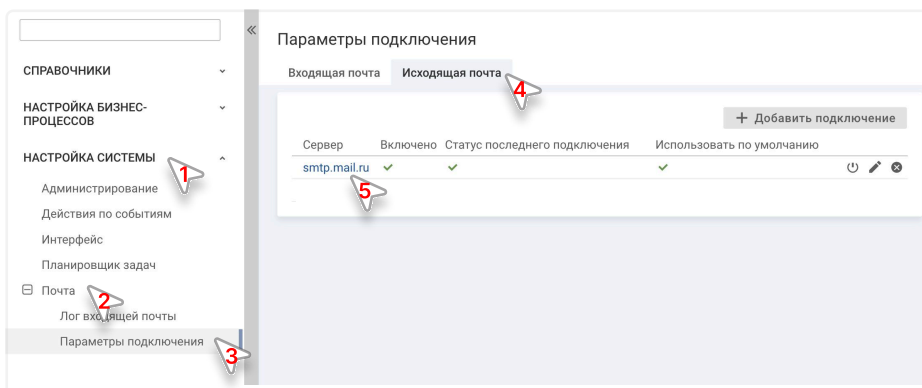 СПРАВОЧНИКИ
НАСТРОЙКА БИЗНЕС-
ПРОЦЕССОВ
НАСТРОЙКА СИСТЕМЫ
1
Администрирование
Действия по событиям
Интерфейс
Планировщик задач
Почта
2
Лог входящей почты
Параметры подключения
3
Параметры подключения
Входящая почта Исходящая почта
4
+ Добавить подключение
Сервер Включено Статус последнего подключения Использовать по умолчанию
smtp.mail.ru
5